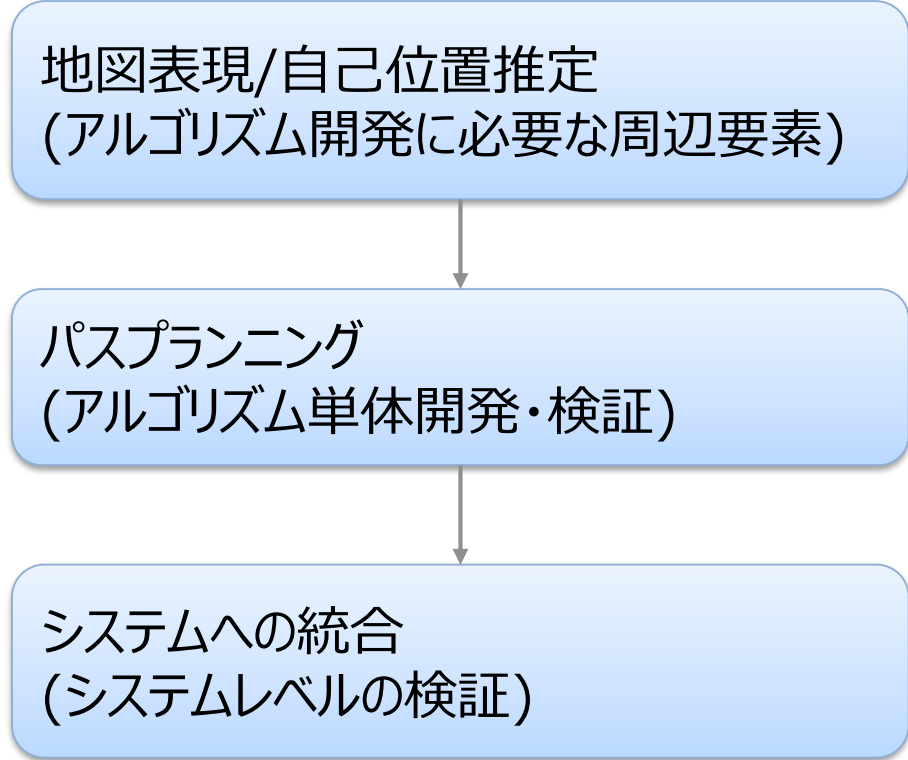 地図表現/自己位置推定
(アルゴリズム開発に必要な周辺要素)
パスプランニング
(アルゴリズム単体開発・検証)
システムへの統合
(システムレベルの検証)